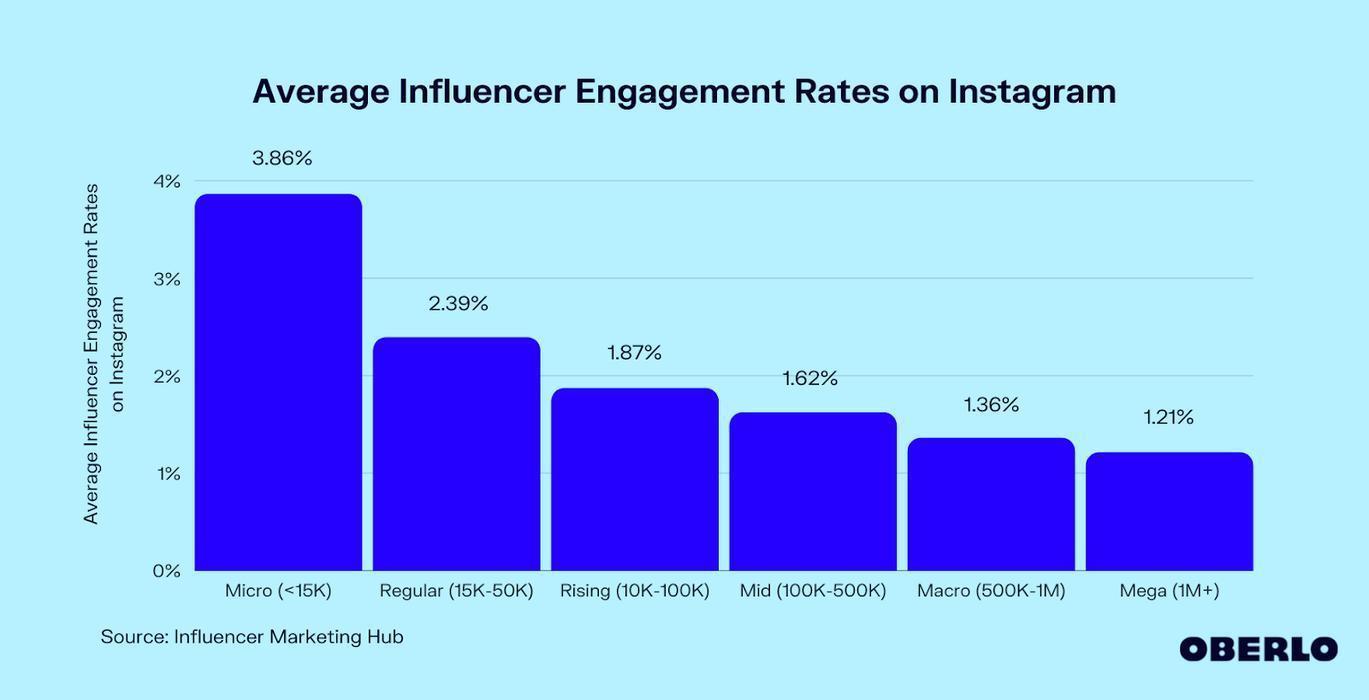 Average Influencer Engagement Rates on Instagram
Average Influencer Engagement Rates
on Instagram
4%
3%
2%
1%
0%
3.86%
2.39%
1.87%
1.62%
1.36%
1.21%
Micro (<15K)
Regular (15K-50K)
Rising (10K-100K)
Mid (100K-500K)
Macro (500K-1M)
Mega (1M+)
Source: Influencer Marketing Hub
OBERLO